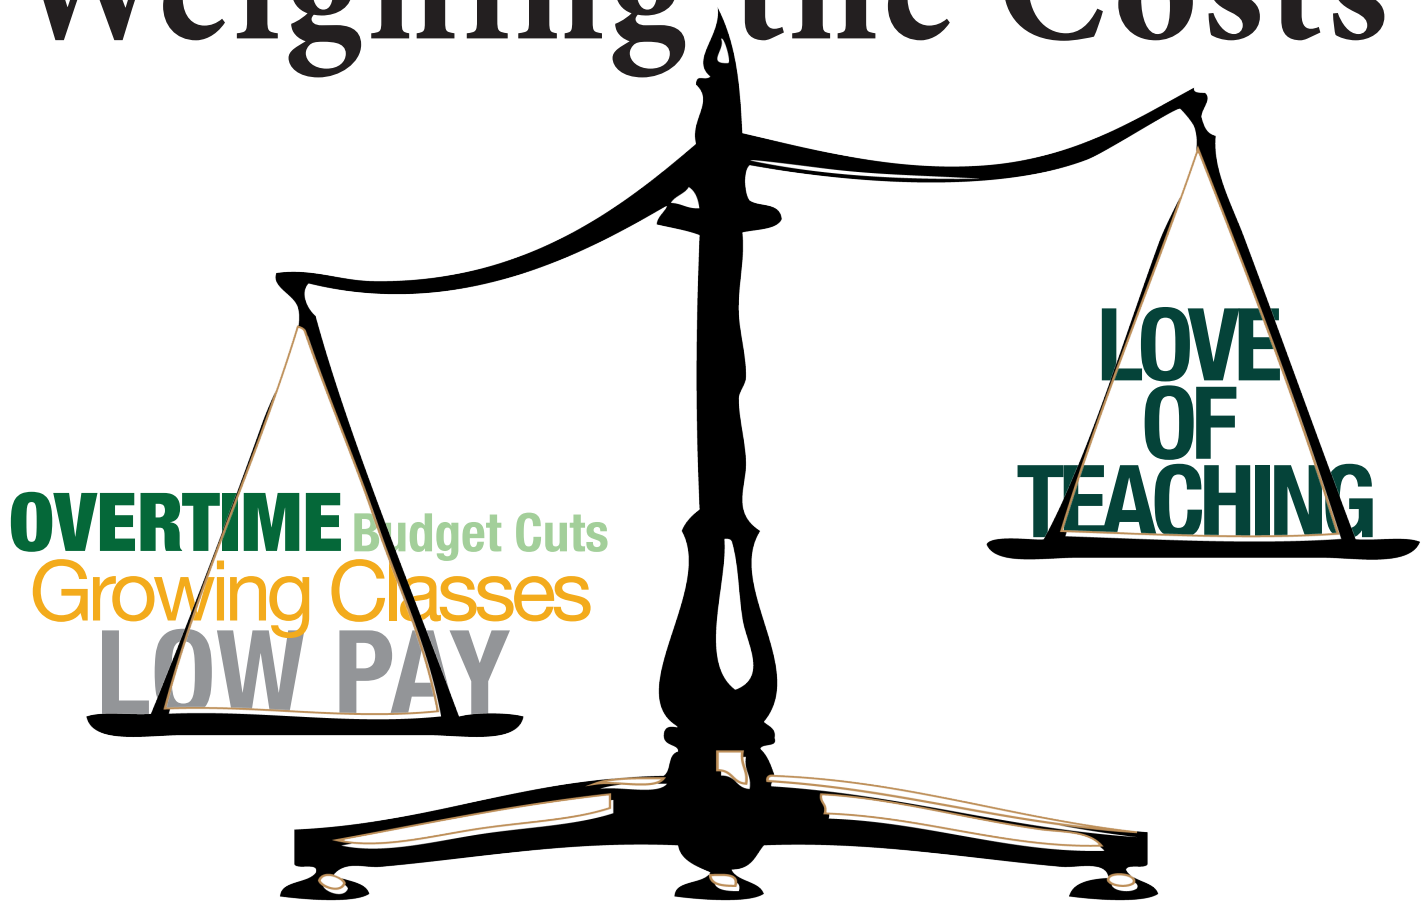 Weighing the Costs
LOVE
OF
TEACHING
OVERTIME Budget Cuts
Growing Classes
LOW PAY